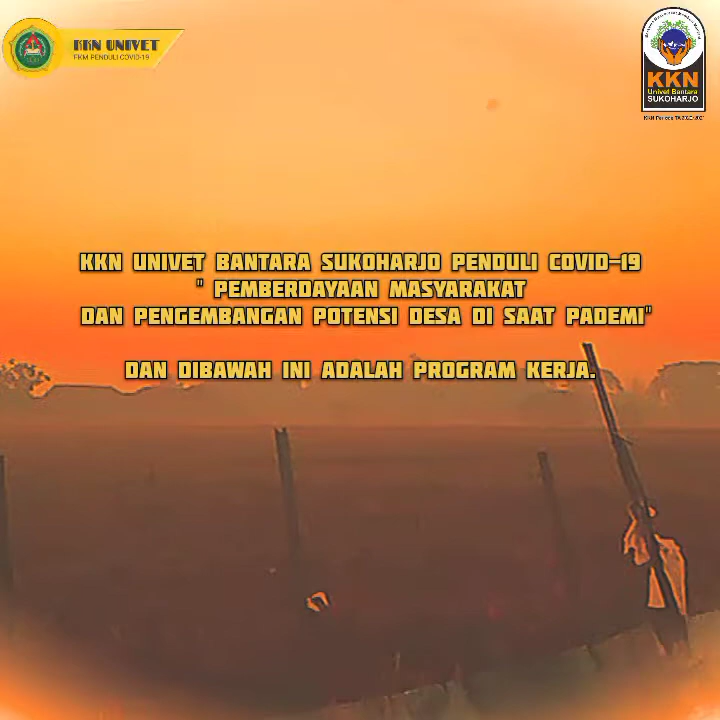 KKN UNIVET
FKM PENDULI COVID-19
KKN
Univet Bantara
SUKOHARJO
KKN UNIVET BANTARA SUKOHARJO PENDULI COVID-19
" PEMBERDAYAAN MASYARAKAT
DAN PENGEMBANGAN POTENSI DESA DI SAAT PADEMI"
DAN DIBAWAH INI ADALAH PROGRAM KERJA.